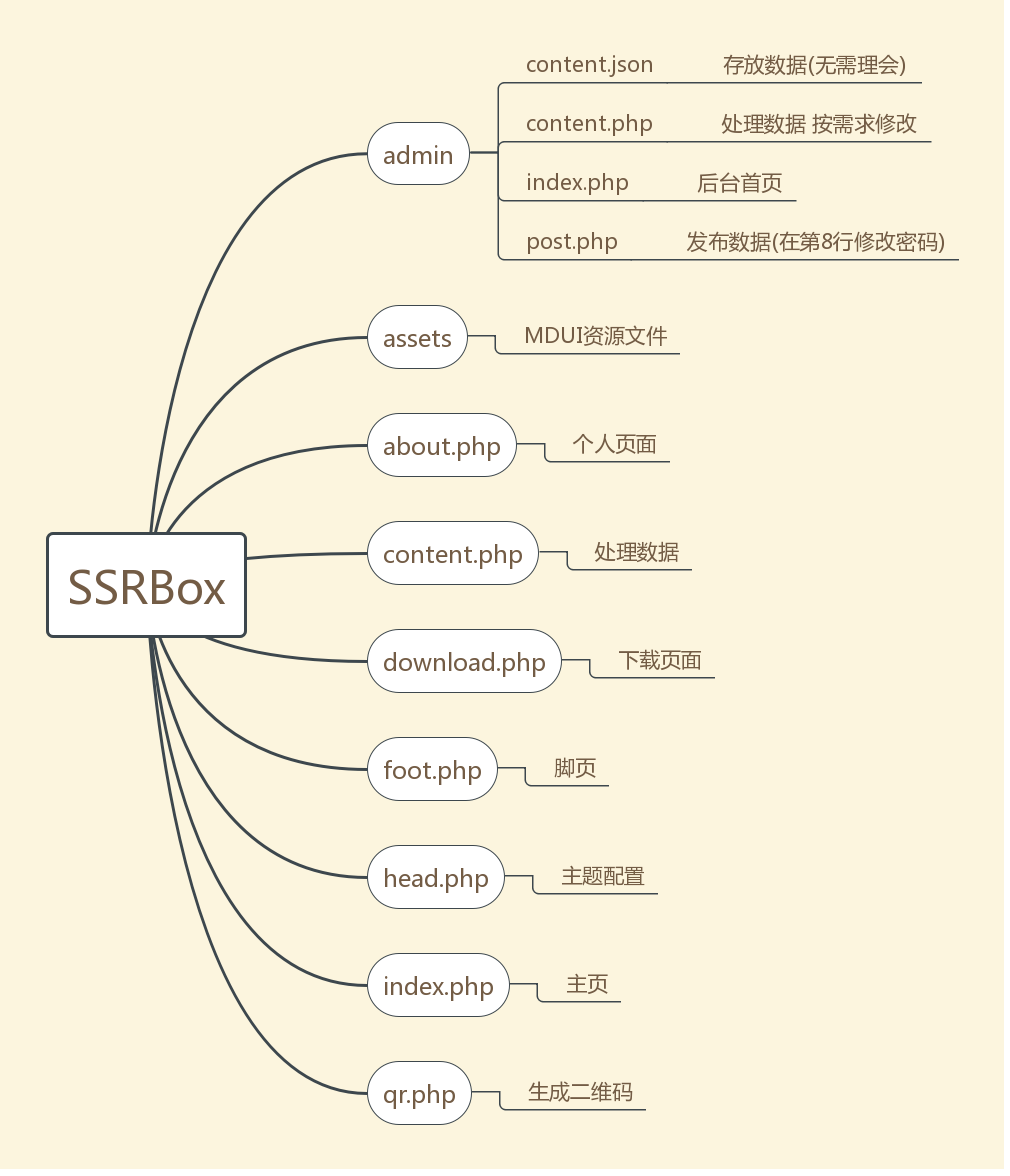 SSRBox
admin
content.json 存放数据(无需理会)
content.php 处理数据 按需求修改
index.php 后台首页
post.php 发布数据(在第8行修改密码)
assets MDUI资源文件
about.php 个人页面
content.php 处理数据
download.php 下载页面
foot.php 脚页
head.php 主题配置
index.php 主页
qr.php 生成二维码